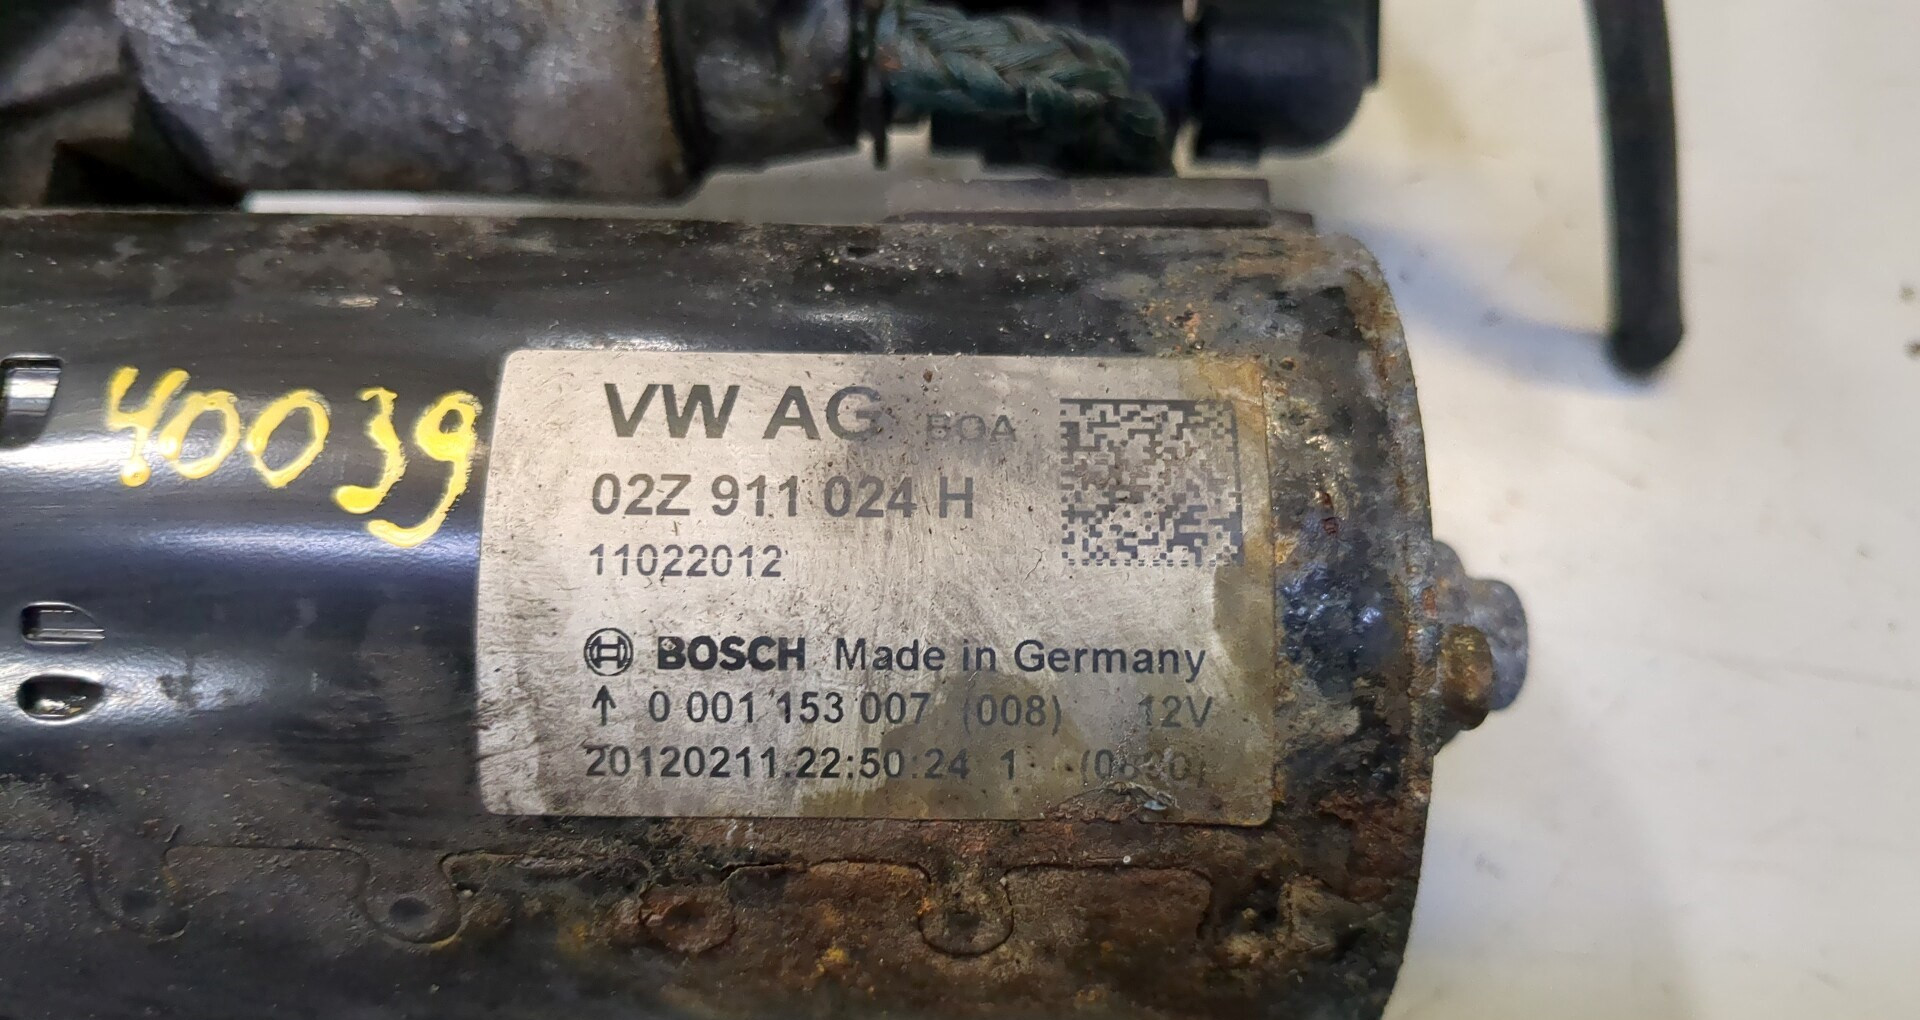 40039
VW AG BOA
02Z 911 024 H
11022012
BOSCH Made in Germany
↑ 0 001 153 007 (008) 12V
20120211.22:50:24 1